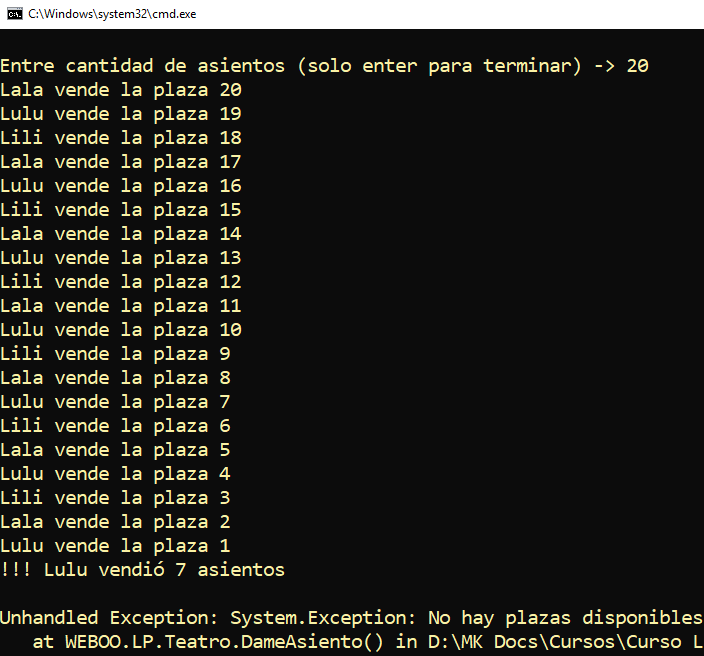 C:\Windows\system32\cmd.exe
Entre cantidad de asientos (solo enter para terminar) -> 20
Lala vende la plaza 20
Lulu vende la plaza 19
Lili vende la plaza 18
Lala vende la plaza 17
Lulu vende la plaza 16
Lili vende la plaza 15
Lala vende la plaza 14
Lulu vende la plaza 13
Lili vende la plaza 12
Lala vende la plaza 11
Lulu vende la plaza 10
Lili vende la plaza 9
Lala vende la plaza 8
Lulu vende la plaza 7
Lili vende la plaza 6
Lala vende la plaza 5
Lulu vende la plaza 4
Lili vende la plaza 3
Lala vende la plaza 2
Lulu vende la plaza 1
!!! Lulu vendió 7 asientos
Unhandled Exception: System.Exception: No hay plazas disponibles
at WEBOO.LP.Teatro.DameAsiento() in D:\MK Docs\Cursos\Curso L